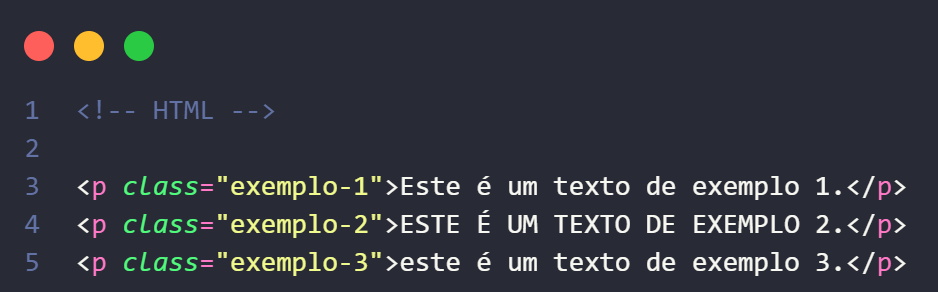 1 <!-- HTML -->
2
3 <p class="exemplo-1">Este é um texto de exemplo 1.</p>
4 <p class="exemplo-2">ESTE É UM TEXTO DE EXEMPLO 2.</p>
5 <p class="exemplo-3">este é um texto de exemplo 3.</p>